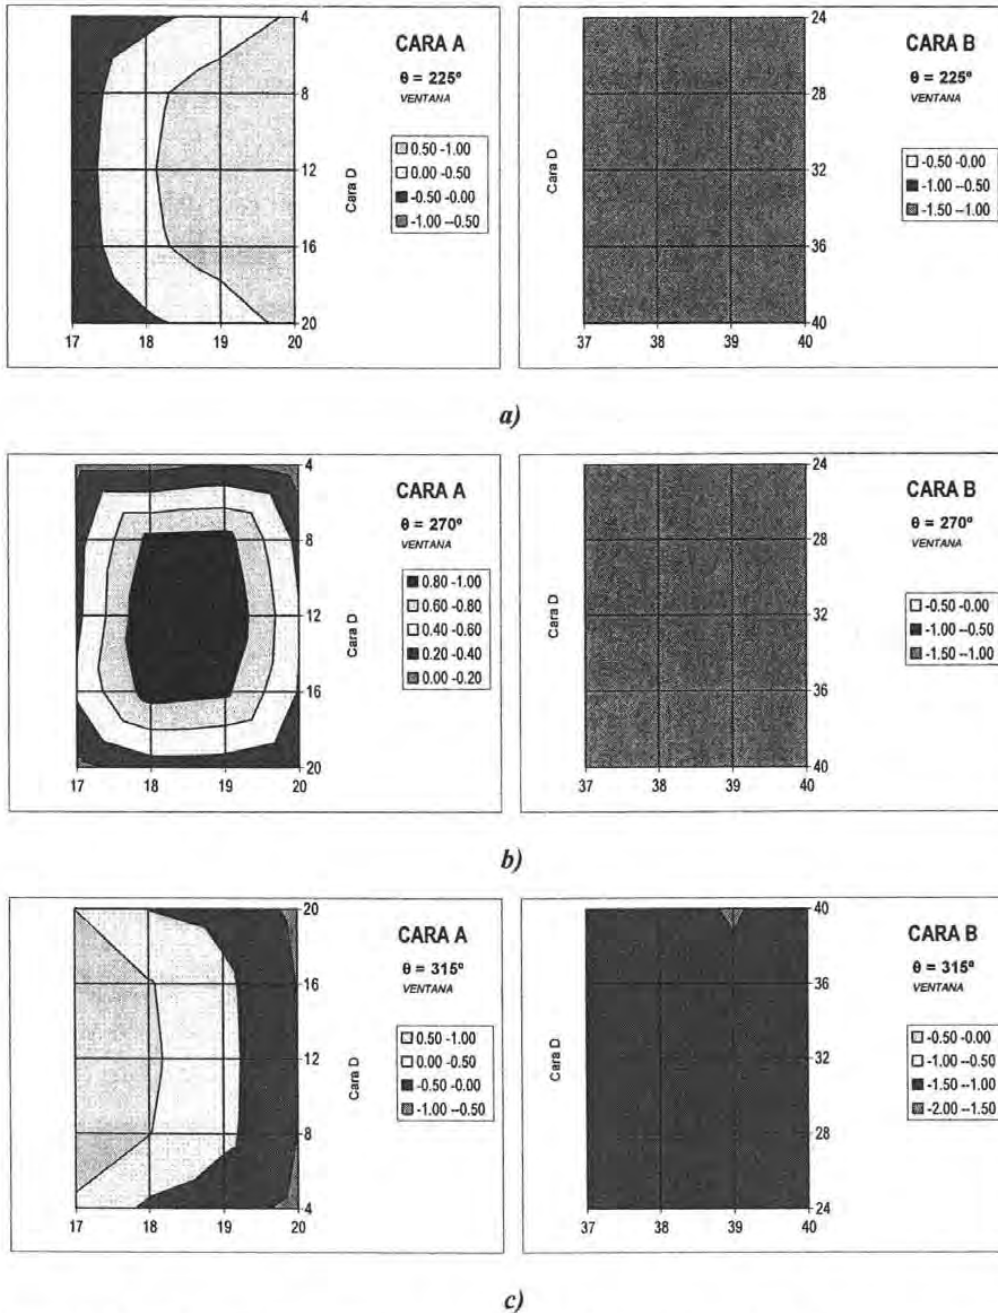 CARA A
θ = 225º
VENTANA
0.50 -1.00
0.00 -0.50
-0.50 -0.00
-1.00 --0.50
4
8
12
16
20
17
18
19
20
Cara D
CARA B
θ = 225º
VENTANA
-0.50 -0.00
-1.00 --0.50
-1.50 --1.00
24
28
32
36
40
37
38
39
40
Cara D
a)
CARA A
θ = 270º
VENTANA
0.80 -1.00
0.60 -0.80
0.40 -0.60
0.20 -0.40
0.00 -0.20
4
8
12
16
20
17
18
19
20
Cara D
CARA B
θ = 270º
VENTANA
-0.50 -0.00
-1.00 --0.50
-1.50 --1.00
24
28
32
36
40
37
38
39
40
Cara D
b)
CARA A
θ = 315º
VENTANA
0.50 -1.00
0.00 -0.50
-0.50 -0.00
-1.00 --0.50
20
16
12
8
4
17
18
19
20
Cara D
CARA B
θ = 315º
VENTANA
-0.50 -0.00
-1.00 --0.50
-1.50 --1.00
-2.00 --1.50
40
36
32
28
24
37
38
39
40
Cara D
c)